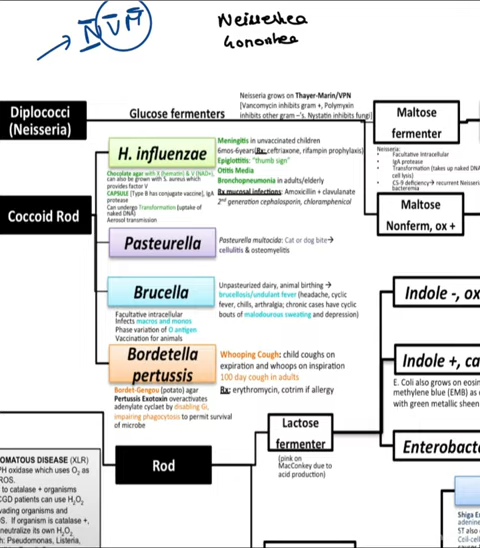 NVM
Neisserea
Gonorrhea
Neisseria grows on Thayer-Marin/VPN
[Vancomycin inhibits gram +, Polymyxin
inhibits other gram –'s. Nystatin inhibits fungi]
Diplococci
(Neisseria)
Glucose fermenters
Maltose
fermenter
Neisseria:
• Facultative Intracellular
• IgA protease
• Transformation (takes up naked DNA
cell lysis)
• C5-9 deficiency→ recurrent Neisseria
bacteremia
Maltose
Nonferm, ox +
H. influenzae
Meningitis in unvaccinated children
6mos-6years(Rx: ceftriaxone, rifampin prophylaxis)
Epiglottitis: "thumb sign"
Otitis Media
Bronchopneumonia in adults/elderly
Rx mucosal infections: Amoxicillin + clavulanate
2nd generation cephalosporin, chloramphenicol
Chocolate agar with X (hematin) & V (NAD+),
can also be grown with S. aureus which
provides factor V
CAPSULE (Type B has conjugate vaccine), IgA
protease
Can undergo Transformation (uptake of
naked DNA)
Aerosol transmission
Coccoid Rod
Pasteurella
Pasteurella multocida: Cat or dog bite→
cellulitis & osteomyelitis
Brucella
Unpasteurized dairy, animal birthing →
brucellosis/undulant fever (headache, cyclic
fever, chills, arthralgia; chronic cases have cyclic
bouts of malodourous sweating and depression)
Facultative intracellular
Infects macros and monos
Phase variation of O antigen
Vaccination for animals
Bordetella
pertussis
Whooping Cough: child coughs on
expiration and whoops on inspiration
100 day cough in adults
Rx: erythromycin, cotrim if allergy
Bordet-Gengou (potato) agar
Pertussis Exotoxin overactivates
adenylate cyclaet by disabling Gi,
impairing phagocytosis to permit survival
of microbe
Indole -, ox
Indole +, ca
E. Coli also grows on eosin
methylene blue (EMB) as
with green metallic sheen
Enterobact
Lactose
fermenter
(pink on
MacConkey due to
acid production)
Rod
OMATOUS DISEASE (XLR)
PH oxidase which uses O2 as
ROS.
to catalase + organisms
CGD patients can use H2O2
vading organisms and
S. If organism is catalase +,
neutralize its own H2O2,
h: Pseudomonas, Listeria,
Shiga E
adenine
ST also
Coil-cel